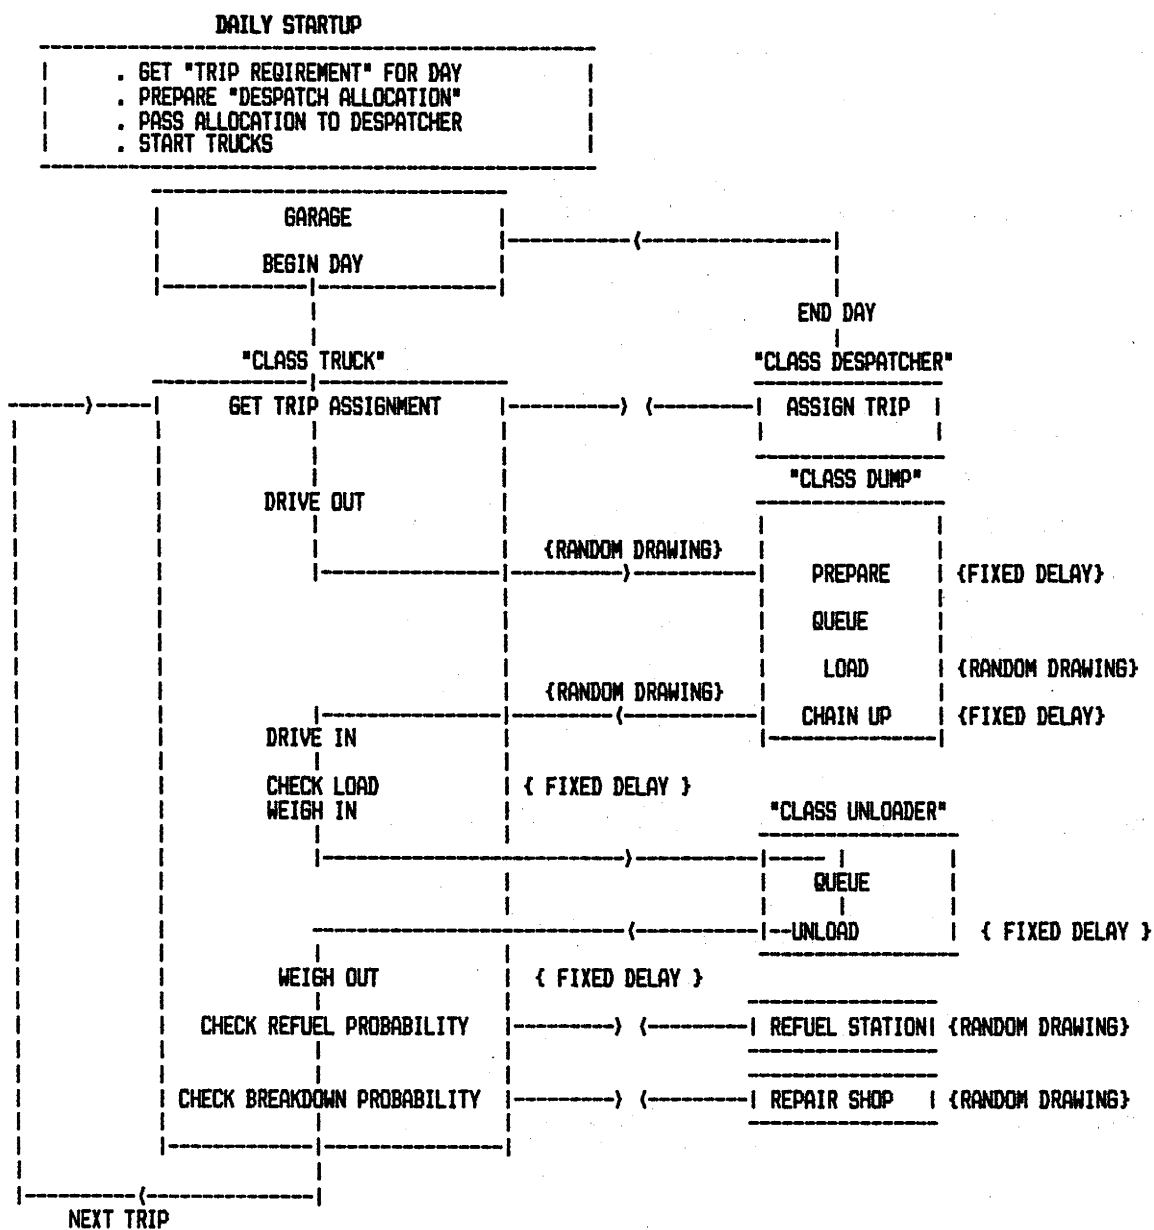 DAILY STARTUP
. GET "TRIP REQIREMENT" FOR DAY
. PREPARE "DESPATCH ALLOCATION"
. PASS ALLOCATION TO DESPATCHER
. START TRUCKS
GARAGE
BEGIN DAY
END DAY
"CLASS TRUCK" "CLASS DESPATCHER"
GET TRIP ASSIGNMENT ASSIGN TRIP
"CLASS DUMP"
DRIVE OUT
{RANDOM DRAWING}
PREPARE {FIXED DELAY}
QUEUE
LOAD {RANDOM DRAWING}
{RANDOM DRAWING}
CHAIN UP {FIXED DELAY}
DRIVE IN
CHECK LOAD { FIXED DELAY }
WEIGH IN "CLASS UNLOADER"
QUEUE
UNLOAD { FIXED DELAY }
WEIGH OUT { FIXED DELAY }
CHECK REFUEL PROBABILITY REFUEL STATION {RANDOM DRAWING}
CHECK BREAKDOWN PROBABILITY REPAIR SHOP {RANDOM DRAWING}
NEXT TRIP